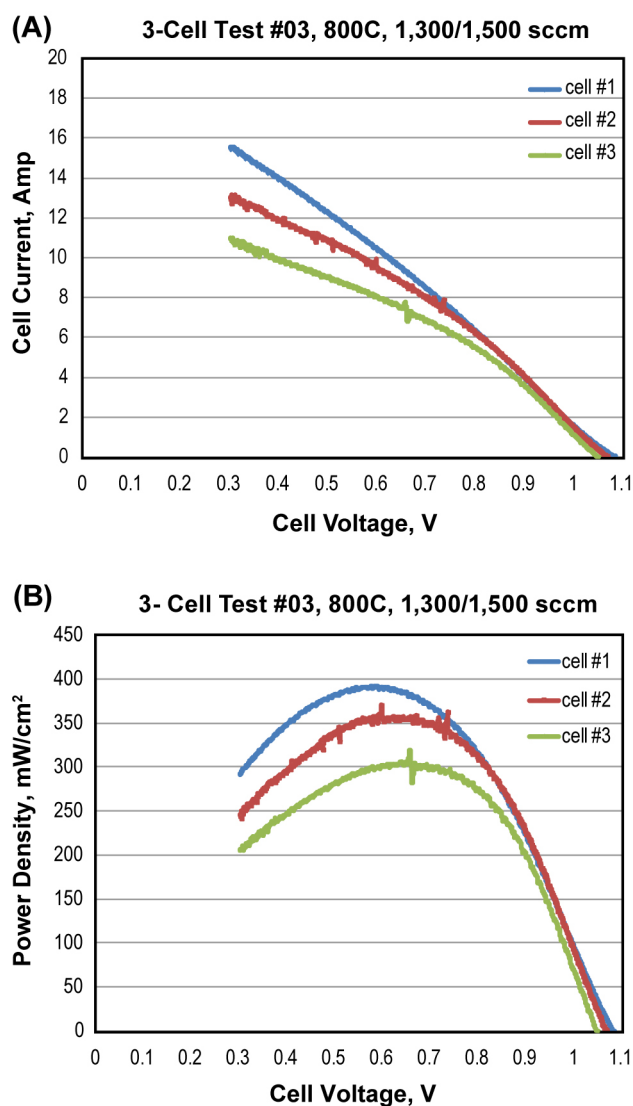 (A)
3-Cell Test #03, 800C, 1,300/1,500 sccm
20
18
16
14
12
10
8
6
4
2
0
Cell Current, Amp
cell #1
cell #2
cell #3
0 0.1 0.2 0.3 0.4 0.5 0.6 0.7 0.8 0.9 1 1.1
Cell Voltage, V
(B)
3- Cell Test #03, 800C, 1,300/1,500 sccm
450
400
350
300
250
200
150
100
50
0
Power Density, mW/cm²
cell #1
cell #2
cell #3
0 0.1 0.2 0.3 0.4 0.5 0.6 0.7 0.8 0.9 1 1.1
Cell Voltage, V